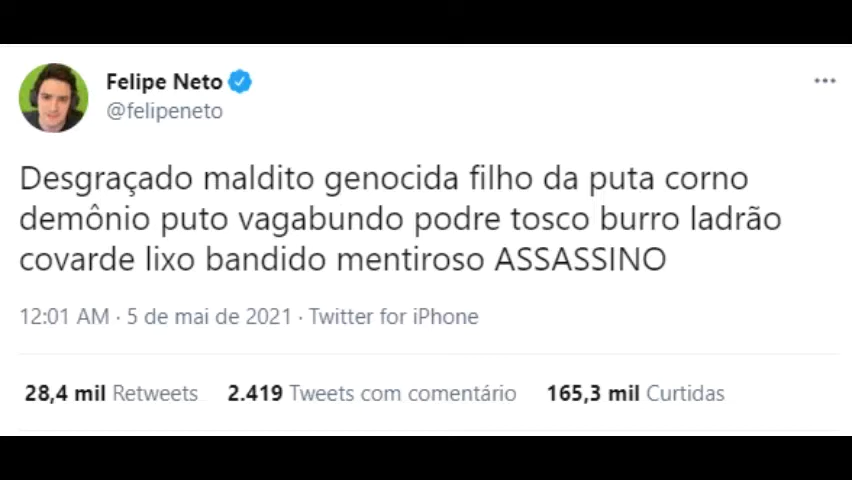 Felipe Neto
@felipeneto
Desgraçado maldito genocida filho da puta corno
demônio puto vagabundo podre tosco burro ladrão
covarde lixo bandido mentiroso ASSASSINO
12:01 AM · 5 de mai de 2021 · Twitter for iPhone
28,4 mil Retweets 2.419 Tweets com comentário 165,3 mil Curtidas